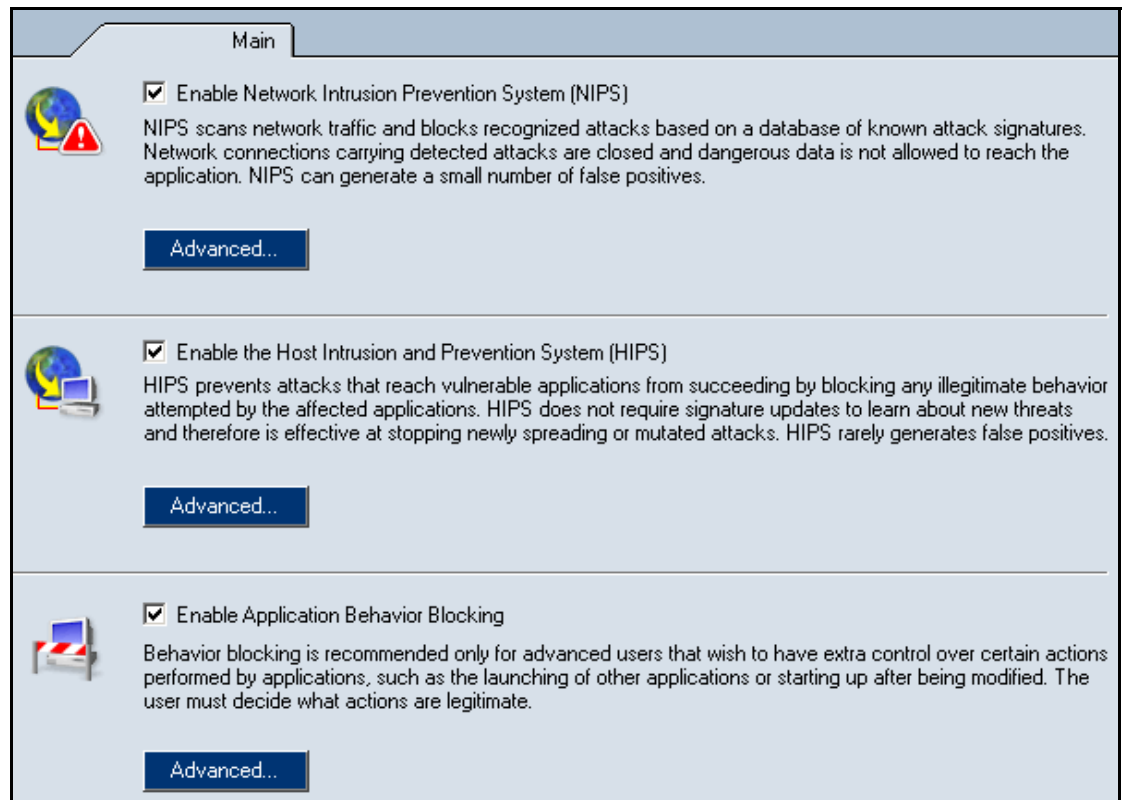 Main
Enable Network Intrusion Prevention System (NIPS)
NIPS scans network traffic and blocks recognized attacks based on a database of known attack signatures.
Network connections carrying detected attacks are closed and dangerous data is not allowed to reach the
application. NIPS can generate a small number of false positives.
Advanced...
Enable the Host Intrusion and Prevention System (HIPS)
HIPS prevents attacks that reach vulnerable applications from succeeding by blocking any illegitimate behavior
attempted by the affected applications. HIPS does not require signature updates to learn about new threats
and therefore is effective at stopping newly spreading or mutated attacks. HIPS rarely generates false positives.
Advanced...
Enable Application Behavior Blocking
Behavior blocking is recommended only for advanced users that wish to have extra control over certain actions
performed by applications, such as the launching of other applications or starting up after being modified. The
user must decide what actions are legitimate.
Advanced...